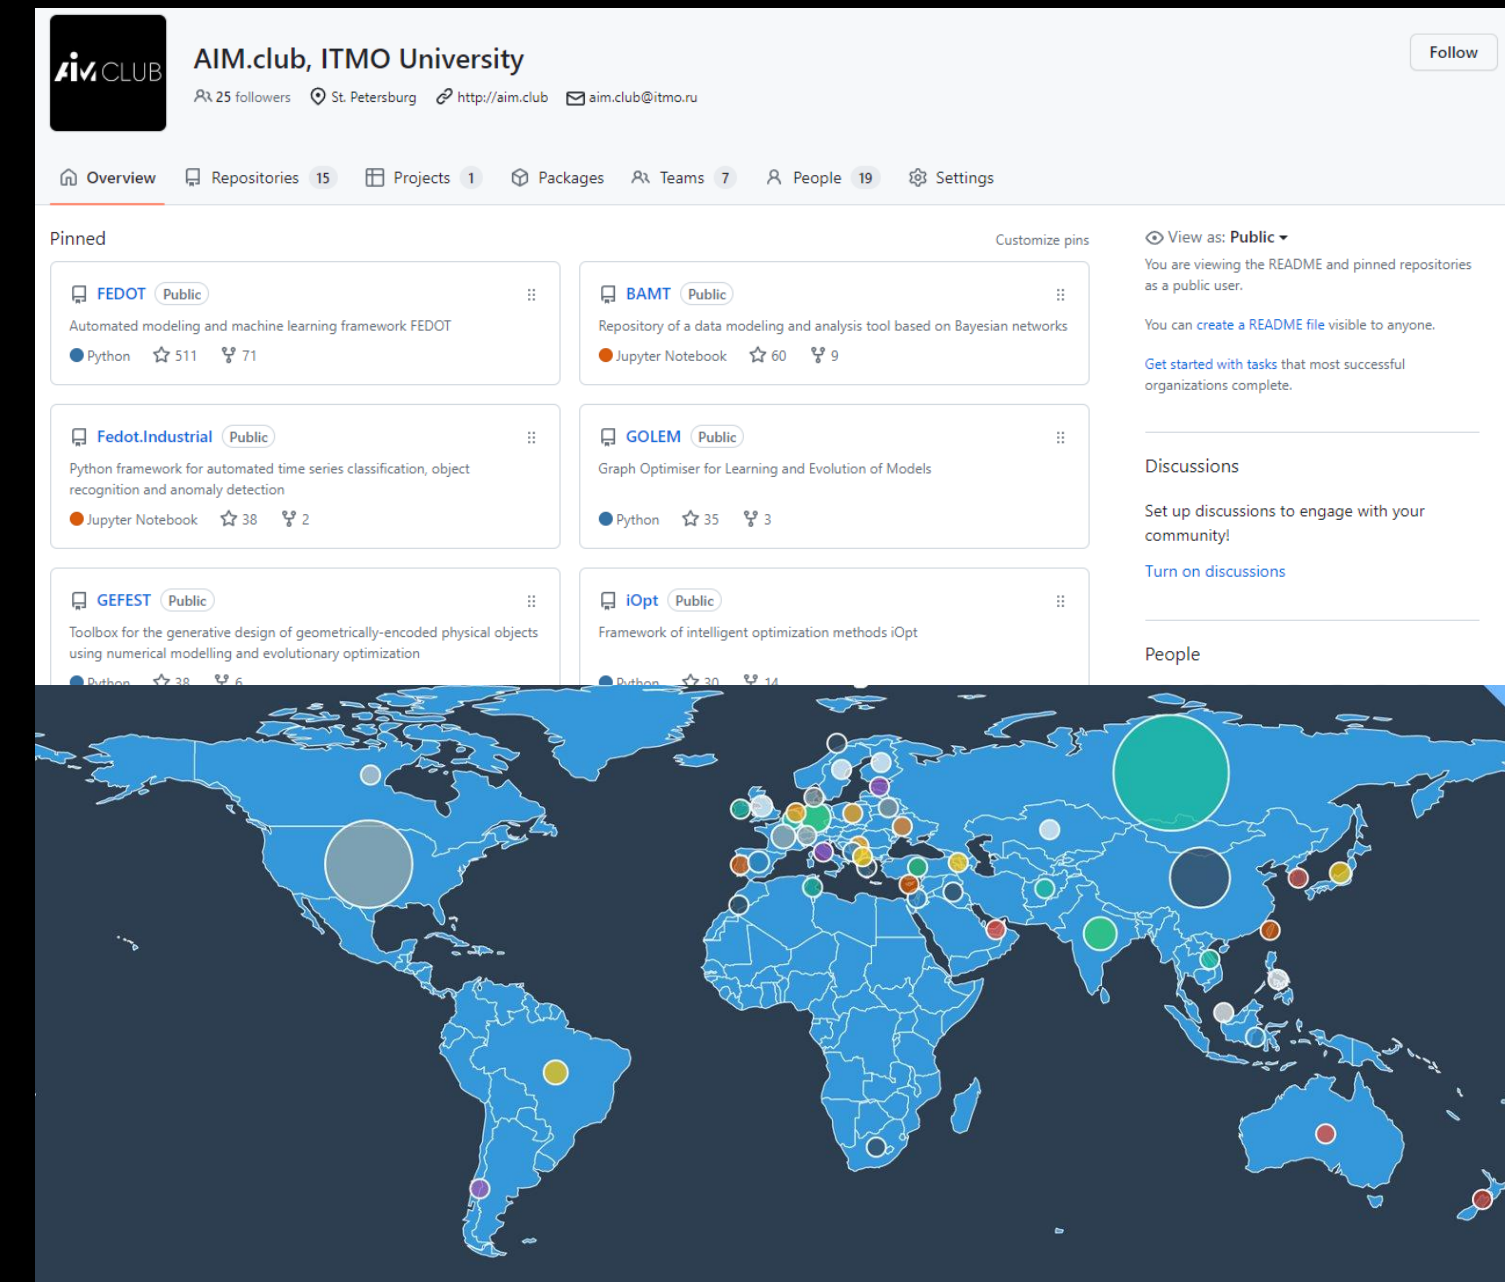 AIM CLUB
AIM.club, ITMO University
25 followers St. Petersburg http://aim.club aim.club@itmo.ru
Follow
Overview Repositories 15 Projects 1 Packages Teams 7 People 19 Settings
Pinned
Customize pins
FEDOT Public
Automated modeling and machine learning framework FEDOT
Python 511 71
BAMT Public
Repository of a data modeling and analysis tool based on Bayesian networks
Jupyter Notebook 60 9
Fedot.Industrial Public
Python framework for automated time series classification, object
recognition and anomaly detection
Jupyter Notebook 38 2
GOLEM Public
Graph Optimiser for Learning and Evolution of Models
Python 35 3
GEFEST Public
Toolbox for the generative design of geometrically-encoded physical objects
using numerical modelling and evolutionary optimization
Python 38 6
iOpt Public
Framework of intelligent optimization methods iOpt
Python 30 14
View as: Public
You are viewing the README and pinned repositories
as a public user.
You can create a README file visible to anyone.
Get started with tasks that most successful
organizations complete.
Discussions
Set up discussions to engage with your
community!
Turn on discussions
People